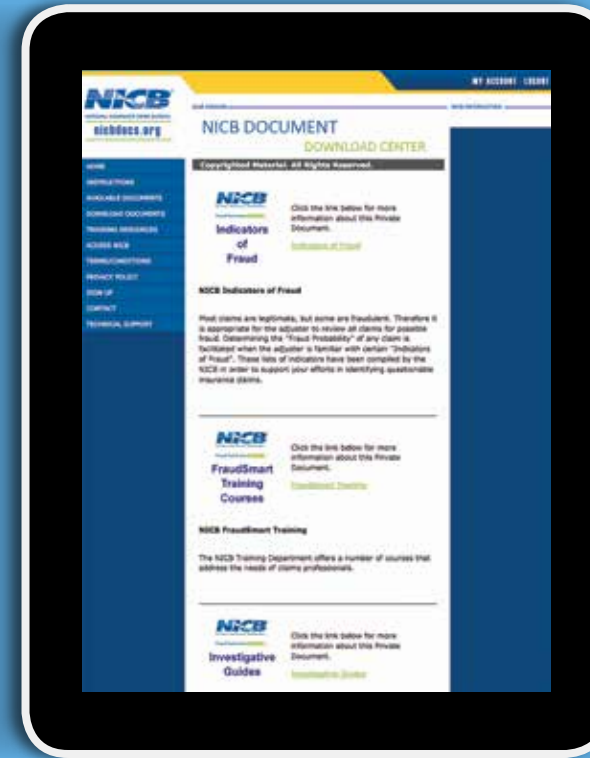 MY ACCOUNT LOGOUT
NICB
nicbdocs.org
NICB DOCUMENT
DOWNLOAD CENTER
Copyrighted Material. All Rights Reserved.
HOME
INSTRUCTIONS
AVAILABLE DOCUMENTS
DOWNLOAD DOCUMENTS
TRAINING RESOURCES
ACCESS NICB
TERMS/CONDITIONS
PRIVACY POLICY
SIGN UP
CONTACT
TECHNICAL SUPPORT
NICB
Indicators
of
Fraud
Click the link below for more
information about this Private
Document.
Indicators of Fraud
NICB Indicators of Fraud
Most claims are legitimate, but some are fraudulent. Therefore it
is appropriate for the adjuster to review all claims for possible
fraud. Determining the "Fraud Probability" of any claim is
facilitated when the adjuster is familiar with certain "Indicators
of Fraud". These lists of indicators have been compiled by the
NICB in order to support your efforts in identifying questionable
insurance claims.
NICB
FraudSmart
Training
Courses
Click the link below for more
information about this Private
Document.
FraudSmart Training
NICB FraudSmart Training
The NICB Training Department offers a number of courses that
address the needs of claims professionals.
NICB
Investigative
Guides
Click the link below for more
information about this Private
Document.
Investigative Guides